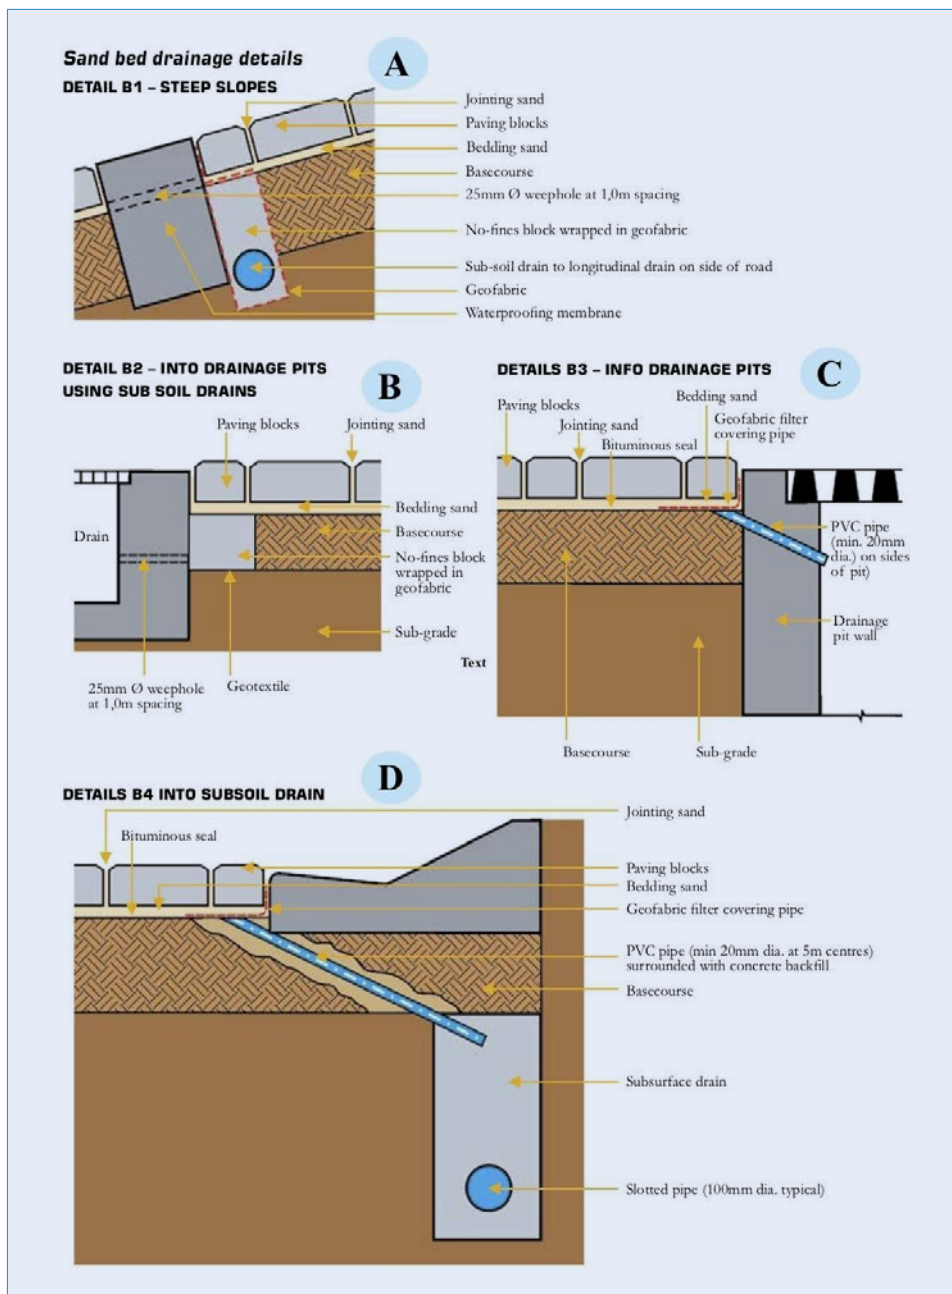 Sand bed drainage details
A
DETAIL B1 – STEEP SLOPES
Jointing sand
Paving blocks
Bedding sand
Basecourse
25mm Ø weephole at 1,0m spacing
No-fines block wrapped in geofabric
Sub-soil drain to longitudinal drain on side of road
Geofabric
Waterproofing membrane
DETAIL B2 – INTO DRAINAGE PITS
USING SUB SOIL DRAINS
B
Paving blocks
Jointing sand
Drain
Bedding sand
Basecourse
No-fines block
wrapped in
geofabric
Sub-grade
25mm Ø weephole
at 1,0m spacing
Geotextile
Text
DETAILS B3 – INFO DRAINAGE PITS
C
Bedding sand
Paving blocks
Geofabric filter
covering pipe
Jointing sand
Bituminous seal
PVC pipe
(min. 20mm
dia.) on sides
of pit)
Drainage
pit wall
Basecourse
Sub-grade
D
DETAILS B4 INTO SUBSOIL DRAIN
Jointing sand
Bituminous seal
Paving blocks
Bedding sand
Geofabric filter covering pipe
PVC pipe (min 20mm dia. at 5m centres)
surrounded with concrete backfill
Basecourse
Subsurface drain
Slotted pipe (100mm dia. typical)